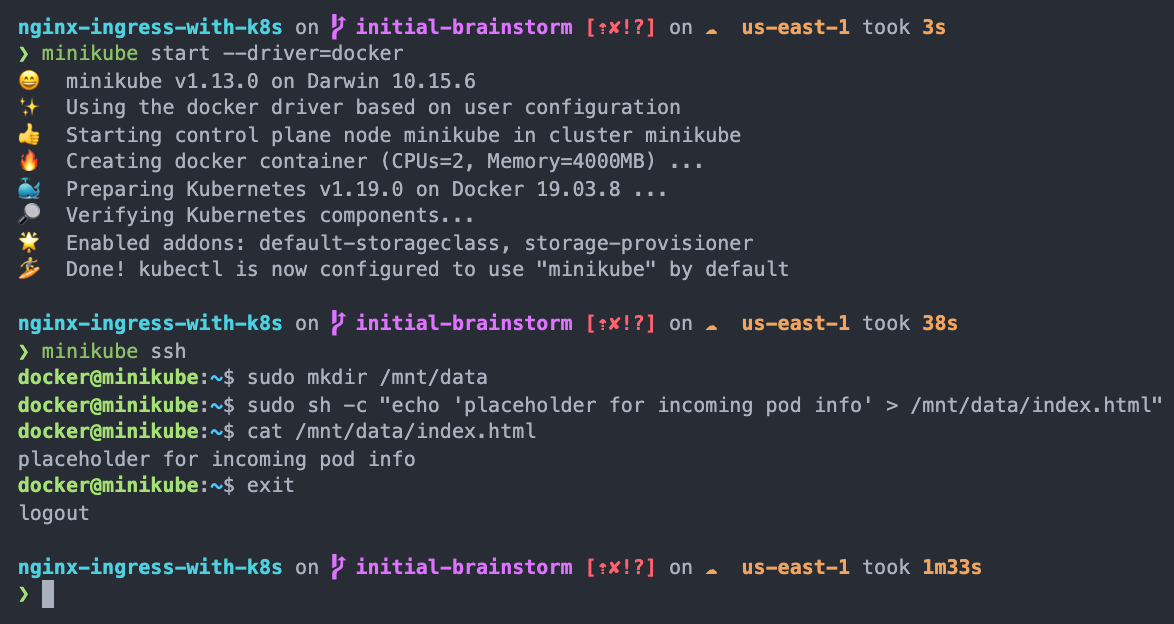 nginx-ingress-with-k8s on initial-brainstorm [⇡✘!?] on ☁ us-east-1 took 3s
❯ minikube start --driver=docker
😄 minikube v1.13.0 on Darwin 10.15.6
✨ Using the docker driver based on user configuration
👍 Starting control plane node minikube in cluster minikube
🔥 Creating docker container (CPUs=2, Memory=4000MB) ...
🐳 Preparing Kubernetes v1.19.0 on Docker 19.03.8 ...
🔎 Verifying Kubernetes components...
🌟 Enabled addons: default-storageclass, storage-provisioner
🏄 Done! kubectl is now configured to use "minikube" by default
nginx-ingress-with-k8s on initial-brainstorm [⇡✘!?] on ☁ us-east-1 took 38s
❯ minikube ssh
docker@minikube:~$ sudo mkdir /mnt/data
docker@minikube:~$ sudo sh -c "echo 'placeholder for incoming pod info' > /mnt/data/index.html"
docker@minikube:~$ cat /mnt/data/index.html
placeholder for incoming pod info
docker@minikube:~$ exit
logout
nginx-ingress-with-k8s on initial-brainstorm [⇡✘!?] on ☁ us-east-1 took 1m33s
❯